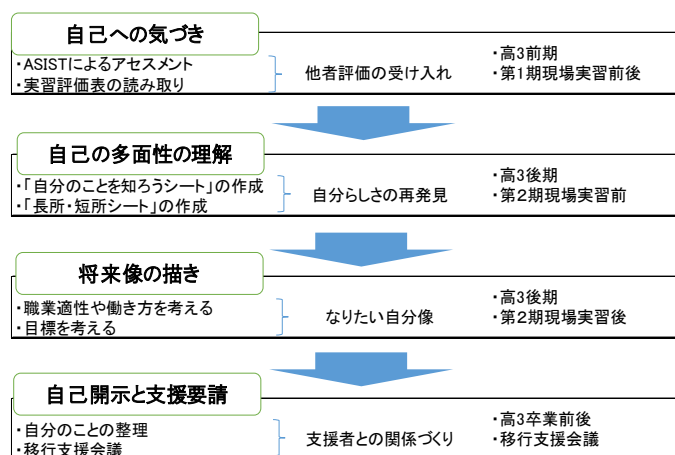 自己への気づき
・ASISTによるアセスメント
・実習評価表の読み取り
他者評価の受け入れ
・高3前期
・第1期現場実習前後
自己の多面性の理解
・「自分のことを知ろうシート」の作成
・「長所・短所シート」の作成
自分らしさの再発見
・高3後期
・第2期現場実習前
将来像の描き
・職業適性や働き方を考える
・目標を考える
なりたい自分像
・高3後期
・第2期現場実習後
自己開示と支援要請
・自分のことの整理
・移行支援会議
支援者との関係づくり
・高3卒業前後
・移行支援会議